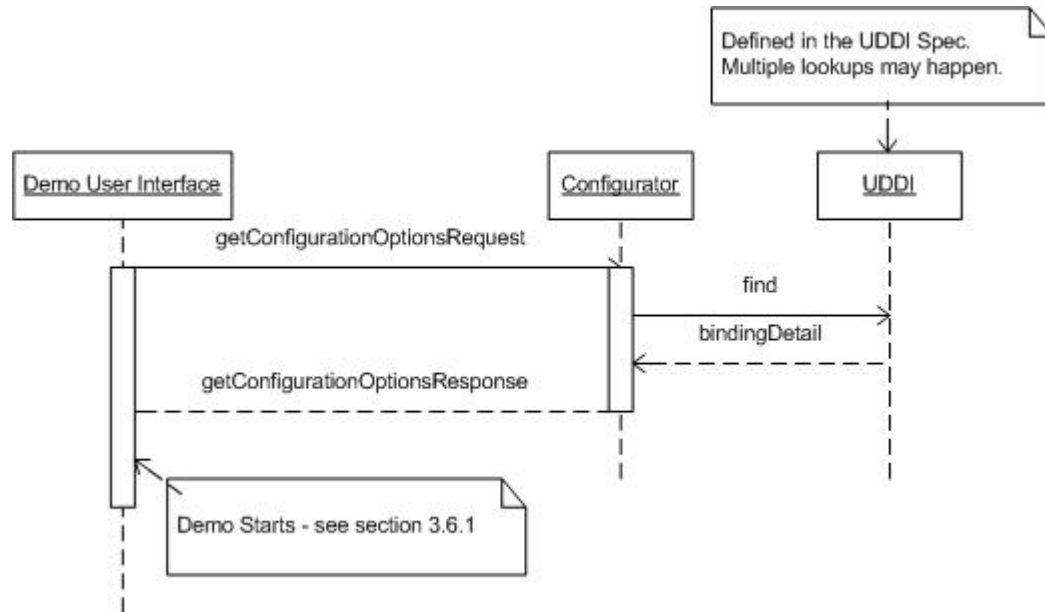 Defined in the UDDI Spec.
Multiple lookups may happen.
Demo User Interface
Configurator
UDDI
getConfigurationOptionsRequest
find
bindingDetail
getConfigurationOptionsResponse
Demo Starts - see section 3.6.1